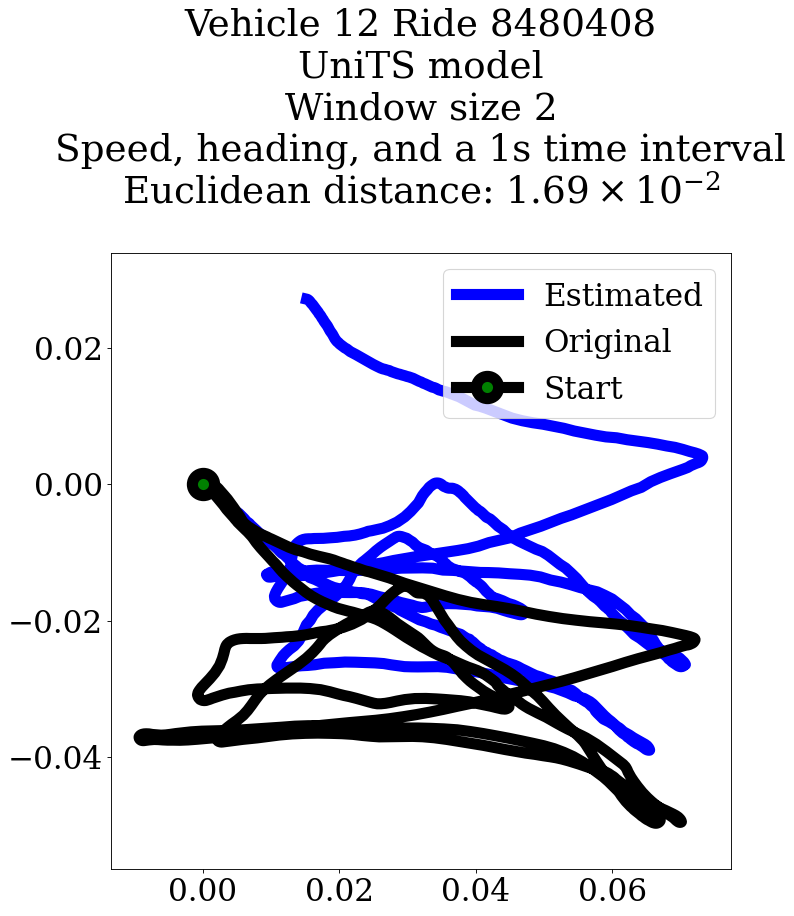 Vehicle 12 Ride 8480408
UniTS model
Window size 2
Speed, heading, and a 1s time interval
Euclidean distance: 1.69 × 10⁻²
Estimated
Original
Start
0.02
0.00
−0.02
−0.04
0.00 0.02 0.04 0.06